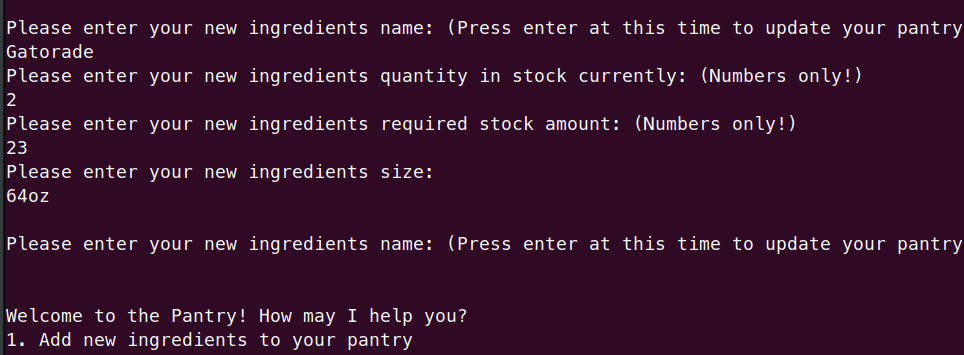 Please enter your new ingredients name: (Press enter at this time to update your pantry
Gatorade
Please enter your new ingredients quantity in stock currently: (Numbers only!)
2
Please enter your new ingredients required stock amount: (Numbers only!)
23
Please enter your new ingredients size:
64oz
Please enter your new ingredients name: (Press enter at this time to update your pantry
Welcome to the Pantry! How may I help you?
1. Add new ingredients to your pantry